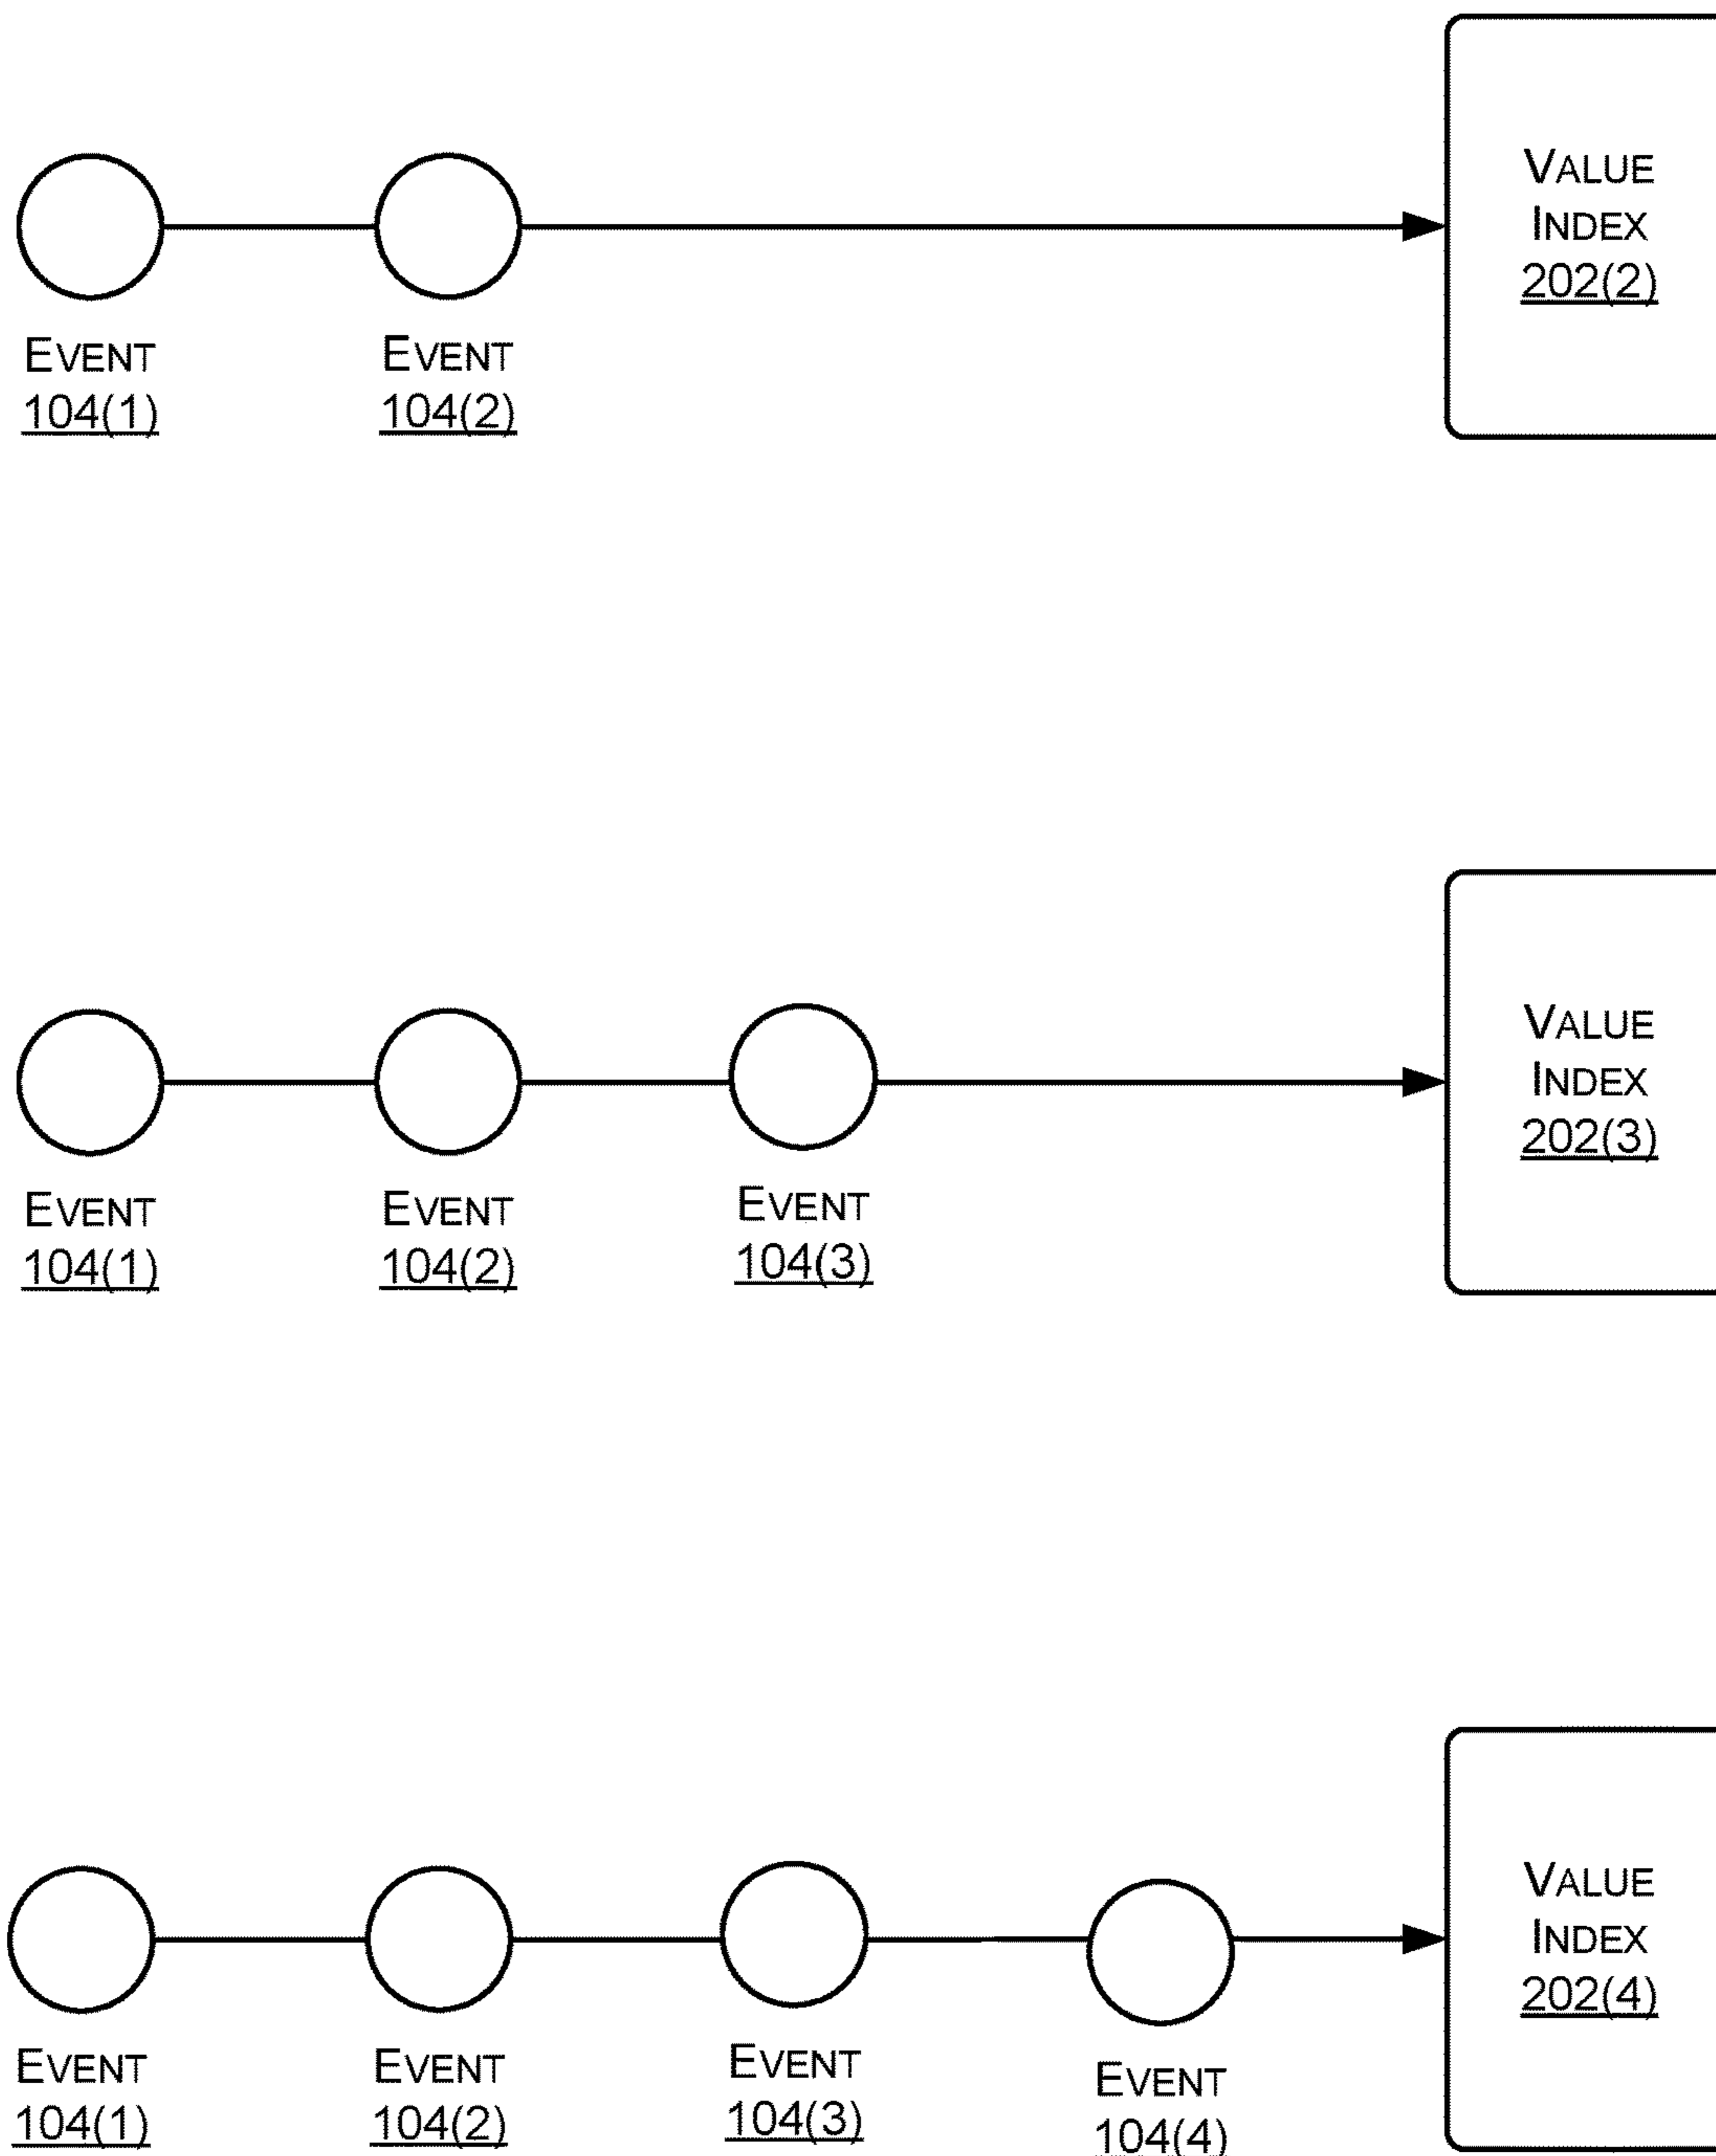 VALUE
INDEX
202(2)
EVENT
104(1)
EVENT
104(2)
VALUE
INDEX
202(3)
EVENT
104(1)
EVENT
104(2)
EVENT
104(3)
VALUE
INDEX
202(4)
EVENT
104(1)
EVENT
104(2)
EVENT
104(3)
EVENT
104(4)